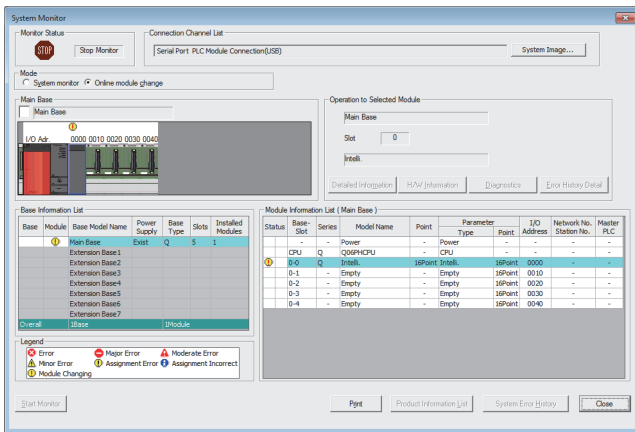 System Monitor
Monitor Status
STOP
Stop Monitor
Connection Channel List
Serial Port PLC Module Connection(USB)
System Image...
Mode
System monitor
Online module change
Main Base
Main Base
I/O Adr.
0000 0010 0020 0030 0040
Operation to Selected Module
Main Base
Slot
0
Intelli.
Detailed Information
H/W Information
Diagnostics
Error History Detail
Base Information List
Base Module Base Model Name Power Supply Base Type Slots Installed Modules
Main Base Exist Q 5 1
Extension Base1
Extension Base2
Extension Base3
Extension Base4
Extension Base5
Extension Base6
Extension Base7
Overall 1Base 1Module
Module Information List ( Main Base )
Status Base-Slot Series Model Name Point Parameter Type Point I/O Address Network No. Station No. Master PLC
- - Power - Power - - - -
CPU Q Q06PHCPU - CPU - - - -
0-0 Q Intelli. 16Point Intelli. 16Point 0000 - -
0-1 - Empty - Empty 16Point 0010 - -
0-2 - Empty - Empty 16Point 0020 - -
0-3 - Empty - Empty 16Point 0030 - -
0-4 - Empty - Empty 16Point 0040 - -
Legend
Error
Major Error
Moderate Error
Minor Error
Assignment Error
Assignment Incorrect
Module Changing
Start Monitor
Print
Product Information List
System Error History
Close